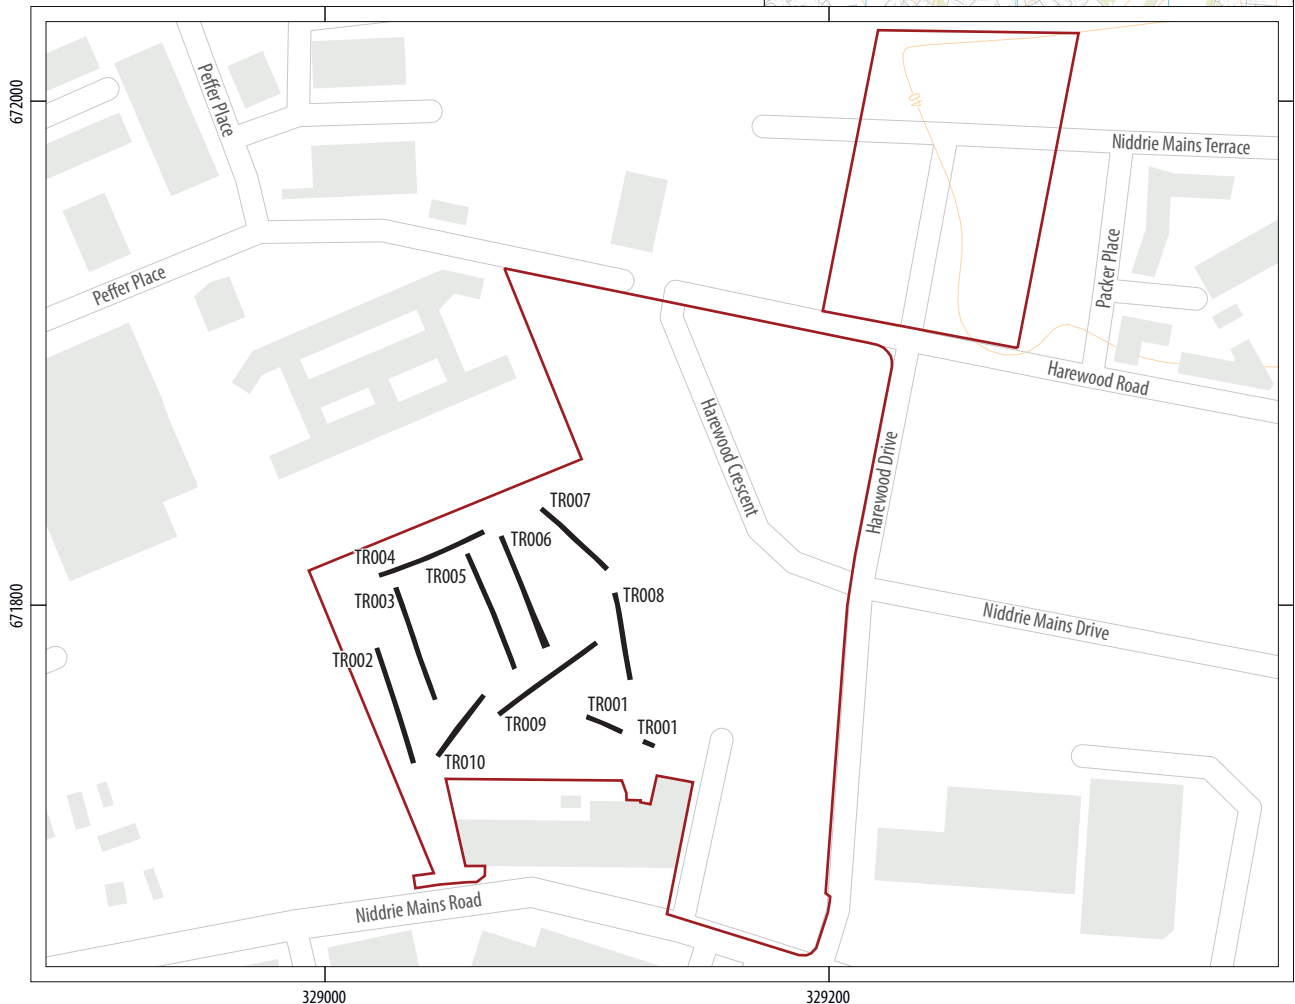 672000
Peffer Place
40
Niddrie Mains Terrace
Packer Place
Peffer Place
Harewood Road
Harewood Crescent
Harewood Drive
TR007
TR006
TR004
TR005
TR003
TR008
671800
Niddrie Mains Drive
TR002
TR001
TR009
TR001
TR010
Niddrie Mains Road
329000
329200